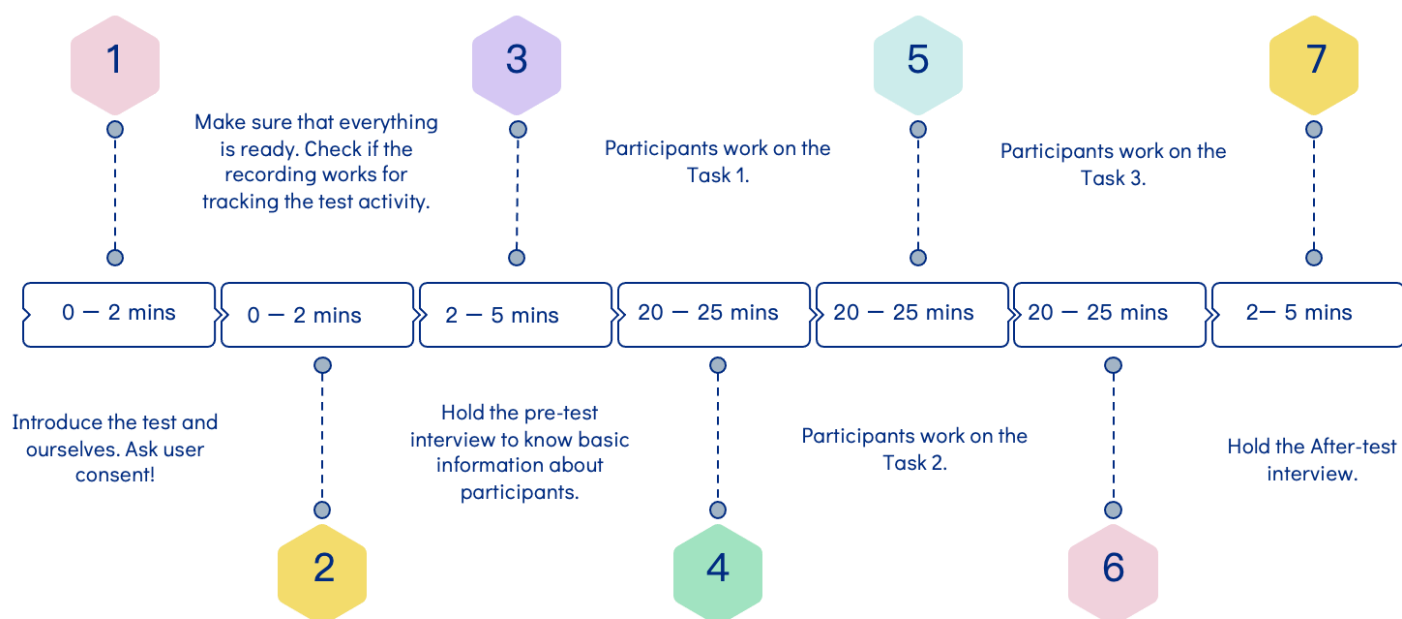 1
3
5
7
Make sure that everything
is ready. Check if the
recording works for
tracking the test activity.
Participants work on the
Task 1.
Participants work on the
Task 3.
0 — 2 mins
0 — 2 mins
2 — 5 mins
20 — 25 mins
20 — 25 mins
20 — 25 mins
2— 5 mins
Introduce the test and
ourselves. Ask user
consent!
Hold the pre-test
interview to know basic
information about
participants.
Participants work on the
Task 2.
Hold the After-test
interview.
2
4
6